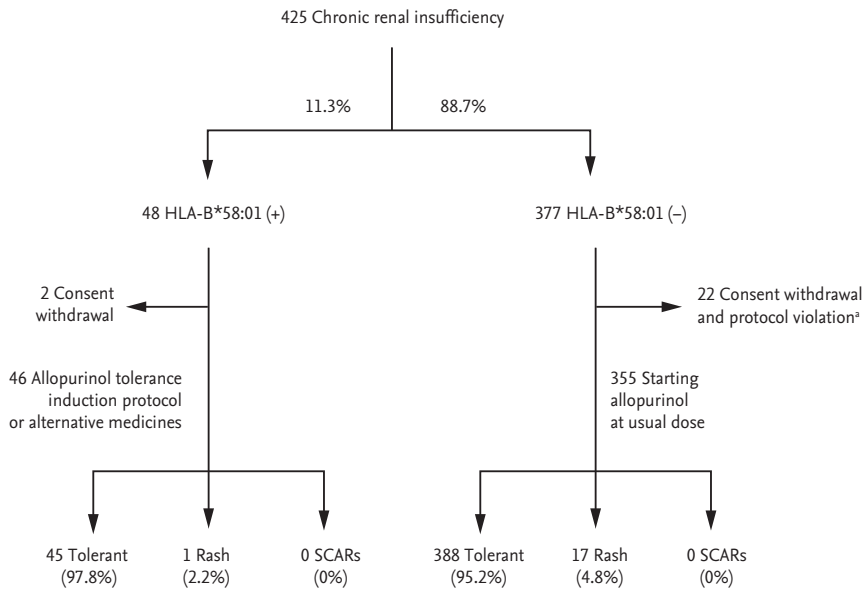 425 Chronic renal insufficiency
11.3%
88.7%
48 HLA-B*58:01 (+)
377 HLA-B*58:01 (–)
2 Consent
withdrawal
22 Consent withdrawal
and protocol violationª
46 Allopurinol tolerance
induction protocol
or alternative medicines
355 Starting
allopurinol
at usual dose
45 Tolerant
(97.8%)
1 Rash
(2.2%)
0 SCARs
(0%)
388 Tolerant
(95.2%)
17 Rash
(4.8%)
0 SCARs
(0%)